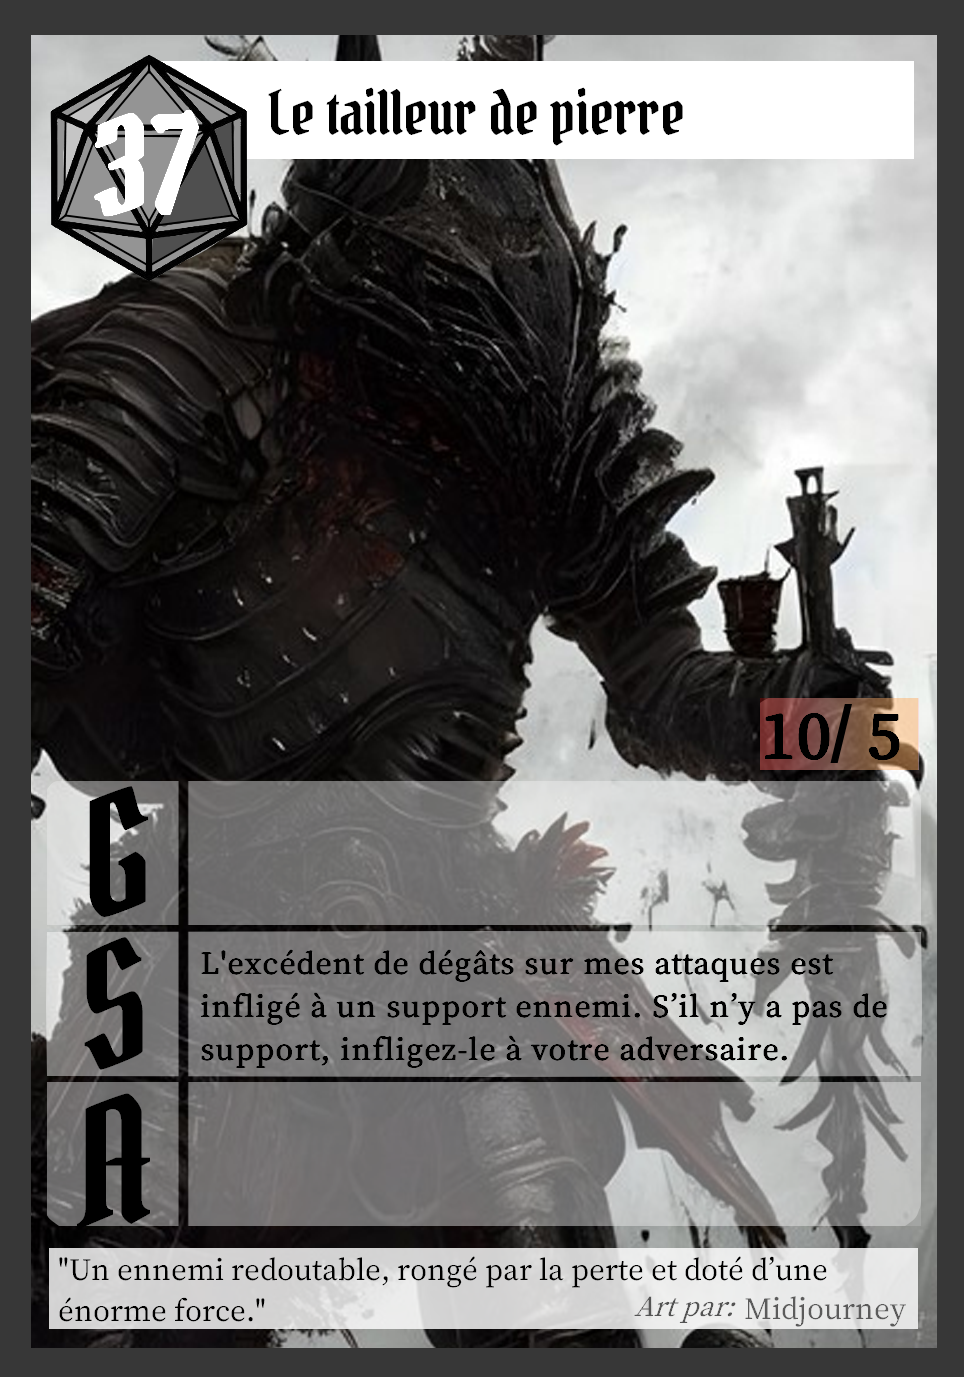 37
Le tailleur de pierre
10/ 5
G
S
L'excédent de dégâts sur mes attaques est
infligé à un support ennemi. S’il n’y a pas de
support, infligez-le à votre adversaire.
A
"Un ennemi redoutable, rongé par la perte et doté d’une
énorme force."
Art par: Midjourney